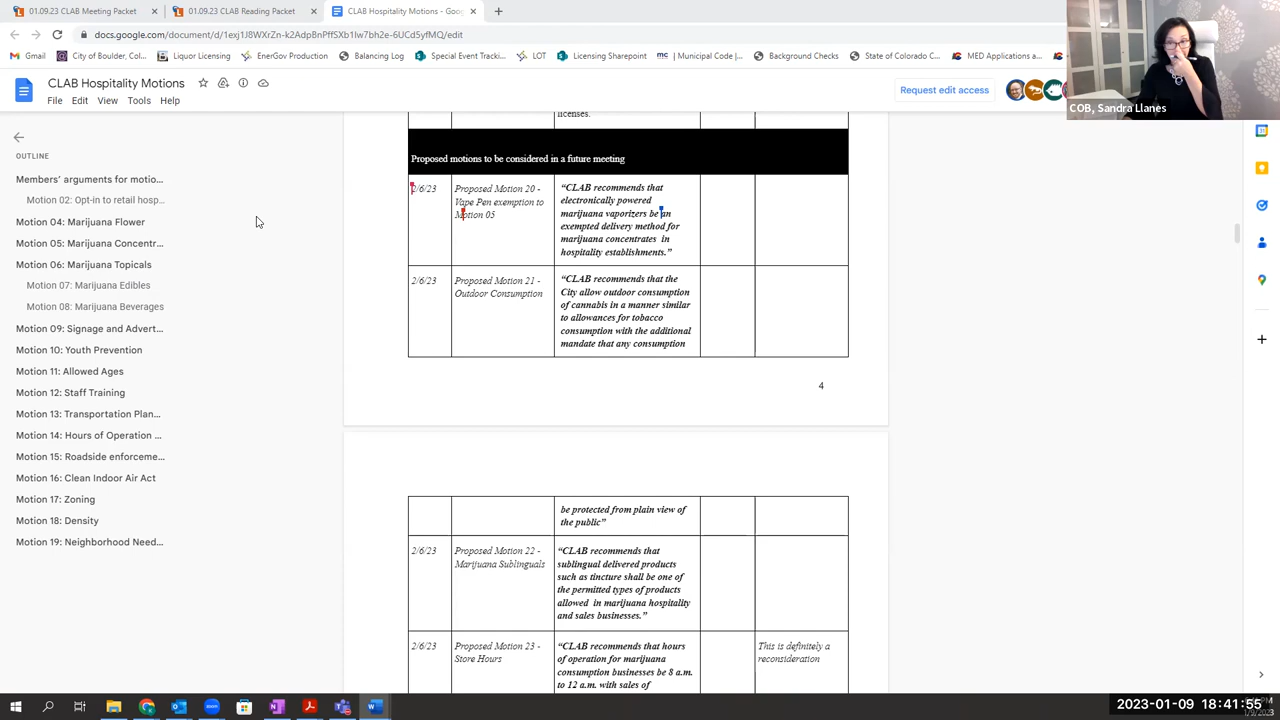 01.09.23 CLAB Meeting Packet
01.09.23 CLAB Reading Packet
CLAB Hospitality Motions - Goog
Gmail
City of Boulder, Col...
Liquor Licensing
EnerGov Production
Balancing Log
Special Event Tracki...
LOT
Licensing Sharepoint
Municipal Code |...
Background Checks
State of Colorado C...
MED Applications a...
COB, Sandra Llanes
CLAB Hospitality Motions
File Edit View Tools Help
Request edit access
OUTLINE
Members' arguments for motio...
Motion 02: Opt-in to retail hosp...
Motion 04: Marijuana Flower
Motion 05: Marijuana Concentr...
Motion 06: Marijuana Topicals
Motion 07: Marijuana Edibles
Motion 08: Marijuana Beverages
Motion 09: Signage and Advert...
Motion 10: Youth Prevention
Motion 11: Allowed Ages
Motion 12: Staff Training
Motion 13: Transportation Plan...
Motion 14: Hours of Operation ...
Motion 15: Roadside enforceme...
Motion 16: Clean Indoor Air Act
Motion 17: Zoning
Motion 18: Density
Motion 19: Neighborhood Need...
licenses.
Proposed motions to be considered in a future meeting
2/6/23
Proposed Motion 20 -
Vape Pen exemption to
Motion 05
“CLAB recommends that
electronically powered
marijuana vaporizers be an
exempted delivery method for
marijuana concentrates in
hospitality establishments.”
2/6/23
Proposed Motion 21 -
Outdoor Consumption
“CLAB recommends that the
City allow outdoor consumption
of cannabis in a manner similar
to allowances for tobacco
consumption with the additional
mandate that any consumption
4
be protected from plain view of
the public”
2/6/23
Proposed Motion 22 -
Marijuana Sublinguals
“CLAB recommends that
sublingual delivered products
such as tincture shall be one of
the permitted types of products
allowed in marijuana hospitality
and sales businesses.”
2/6/23
Proposed Motion 23 -
Store Hours
“CLAB recommends that hours
of operation for marijuana
consumption businesses be 8 a.m.
to 12 a.m. with sales of
This is definitely a
reconsideration
2023-01-09 18:41:55